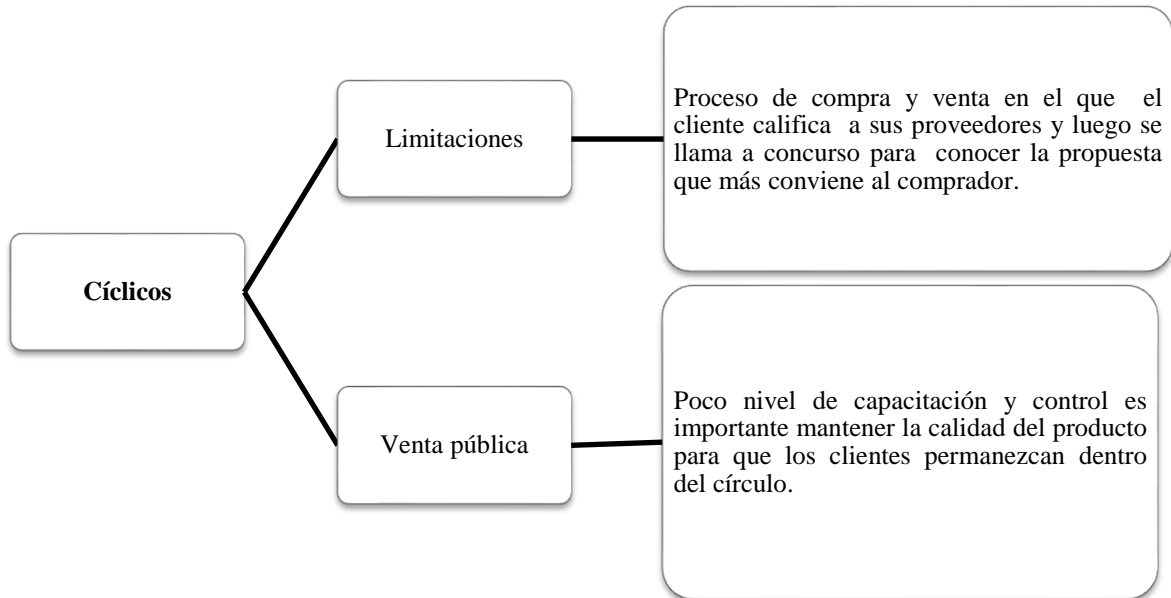 Cíclicos
Limitaciones
Proceso de compra y venta en el que el
cliente califica a sus proveedores y luego se
llama a concurso para conocer la propuesta
que más conviene al comprador.
Venta pública
Poco nivel de capacitación y control es
importante mantener la calidad del producto
para que los clientes permanezcan dentro
del círculo.